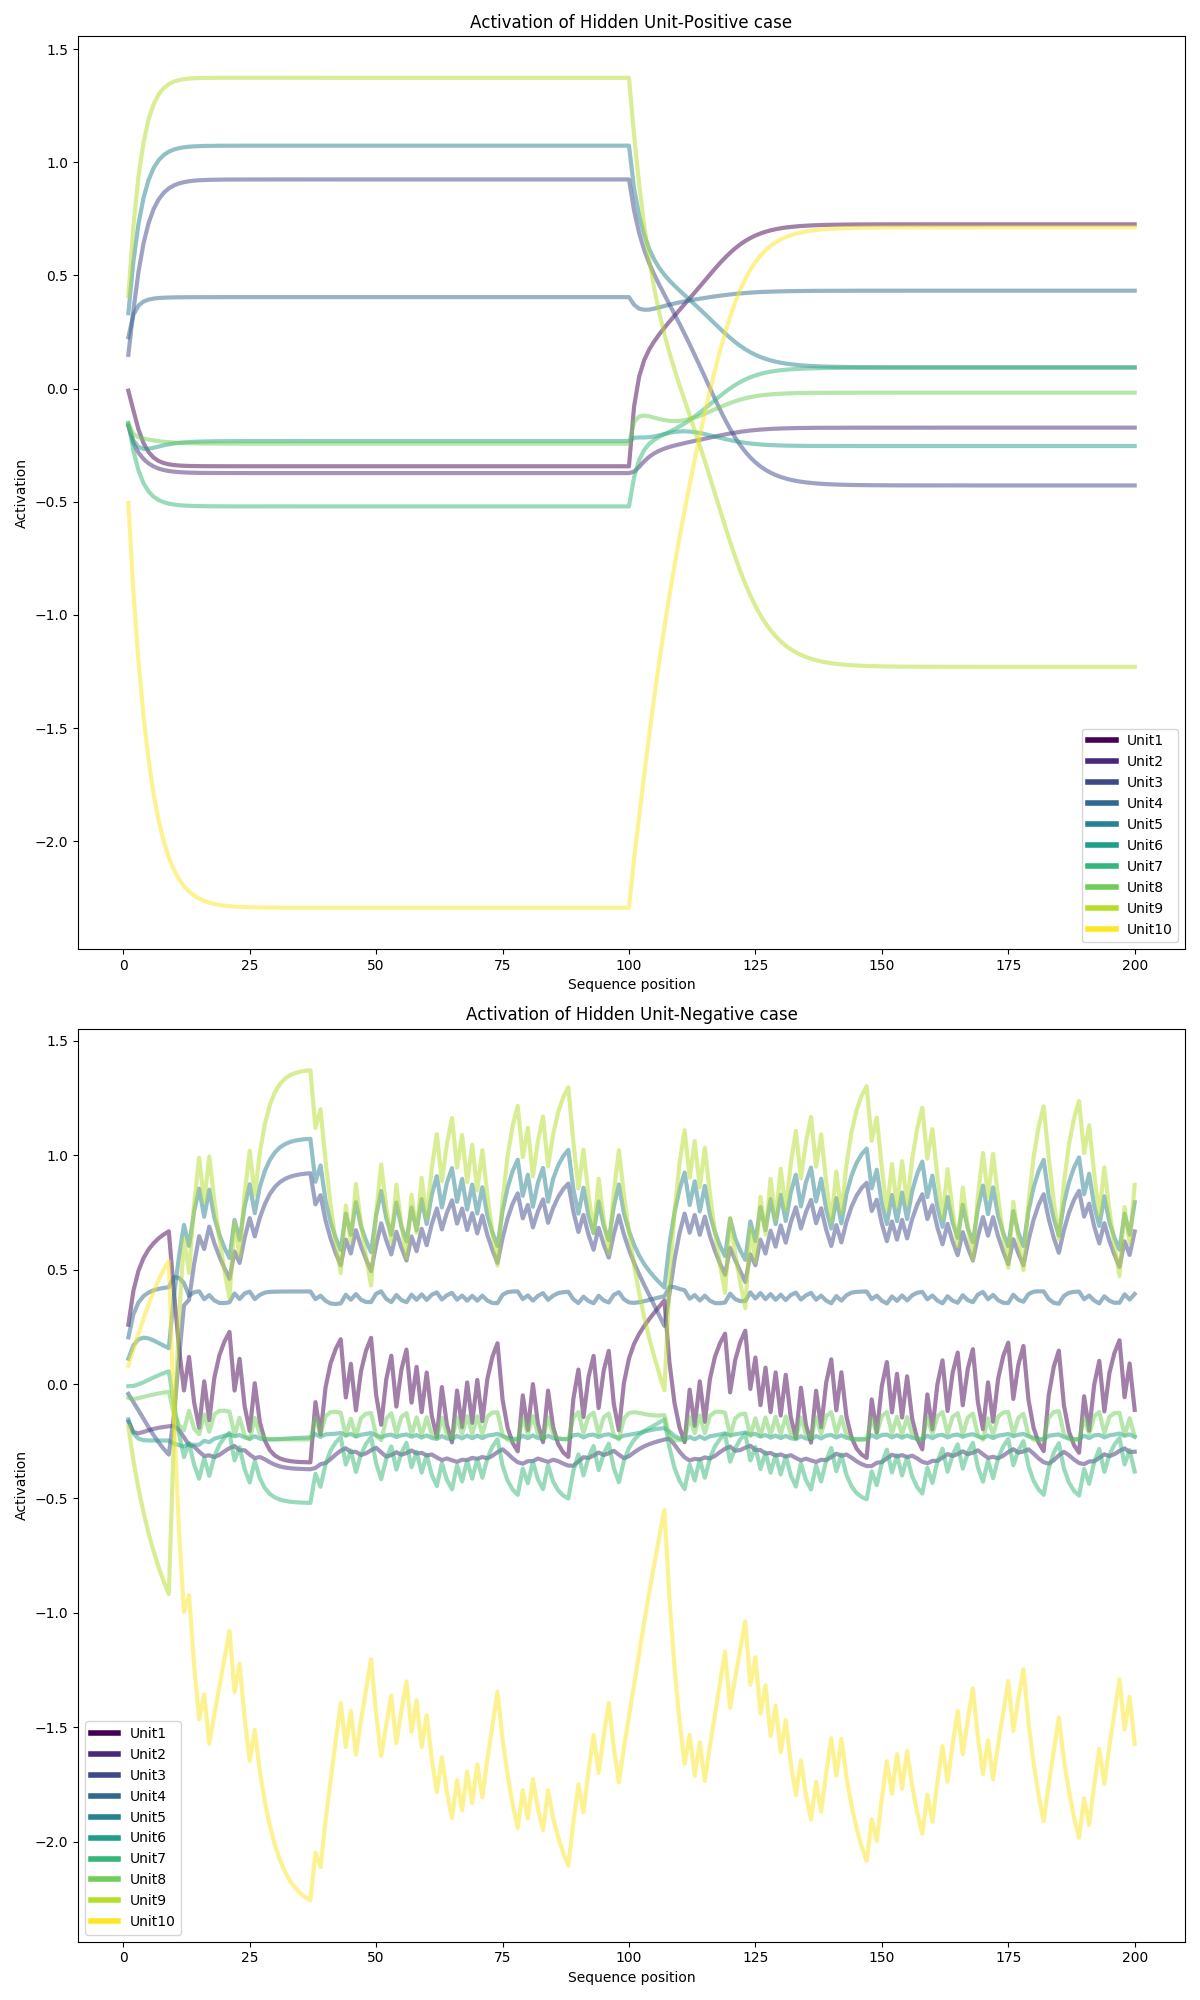 Activation of Hidden Unit-Positive case
1.5
1.0
0.5
0.0
−0.5
−1.0
−1.5
−2.0
Activation
Unit1
Unit2
Unit3
Unit4
Unit5
Unit6
Unit7
Unit8
Unit9
Unit10
0 25 50 75 100 125 150 175 200
Sequence position
Activation of Hidden Unit-Negative case
1.5
1.0
0.5
0.0
−0.5
−1.0
−1.5
−2.0
Activation
Unit1
Unit2
Unit3
Unit4
Unit5
Unit6
Unit7
Unit8
Unit9
Unit10
0 25 50 75 100 125 150 175 200
Sequence position